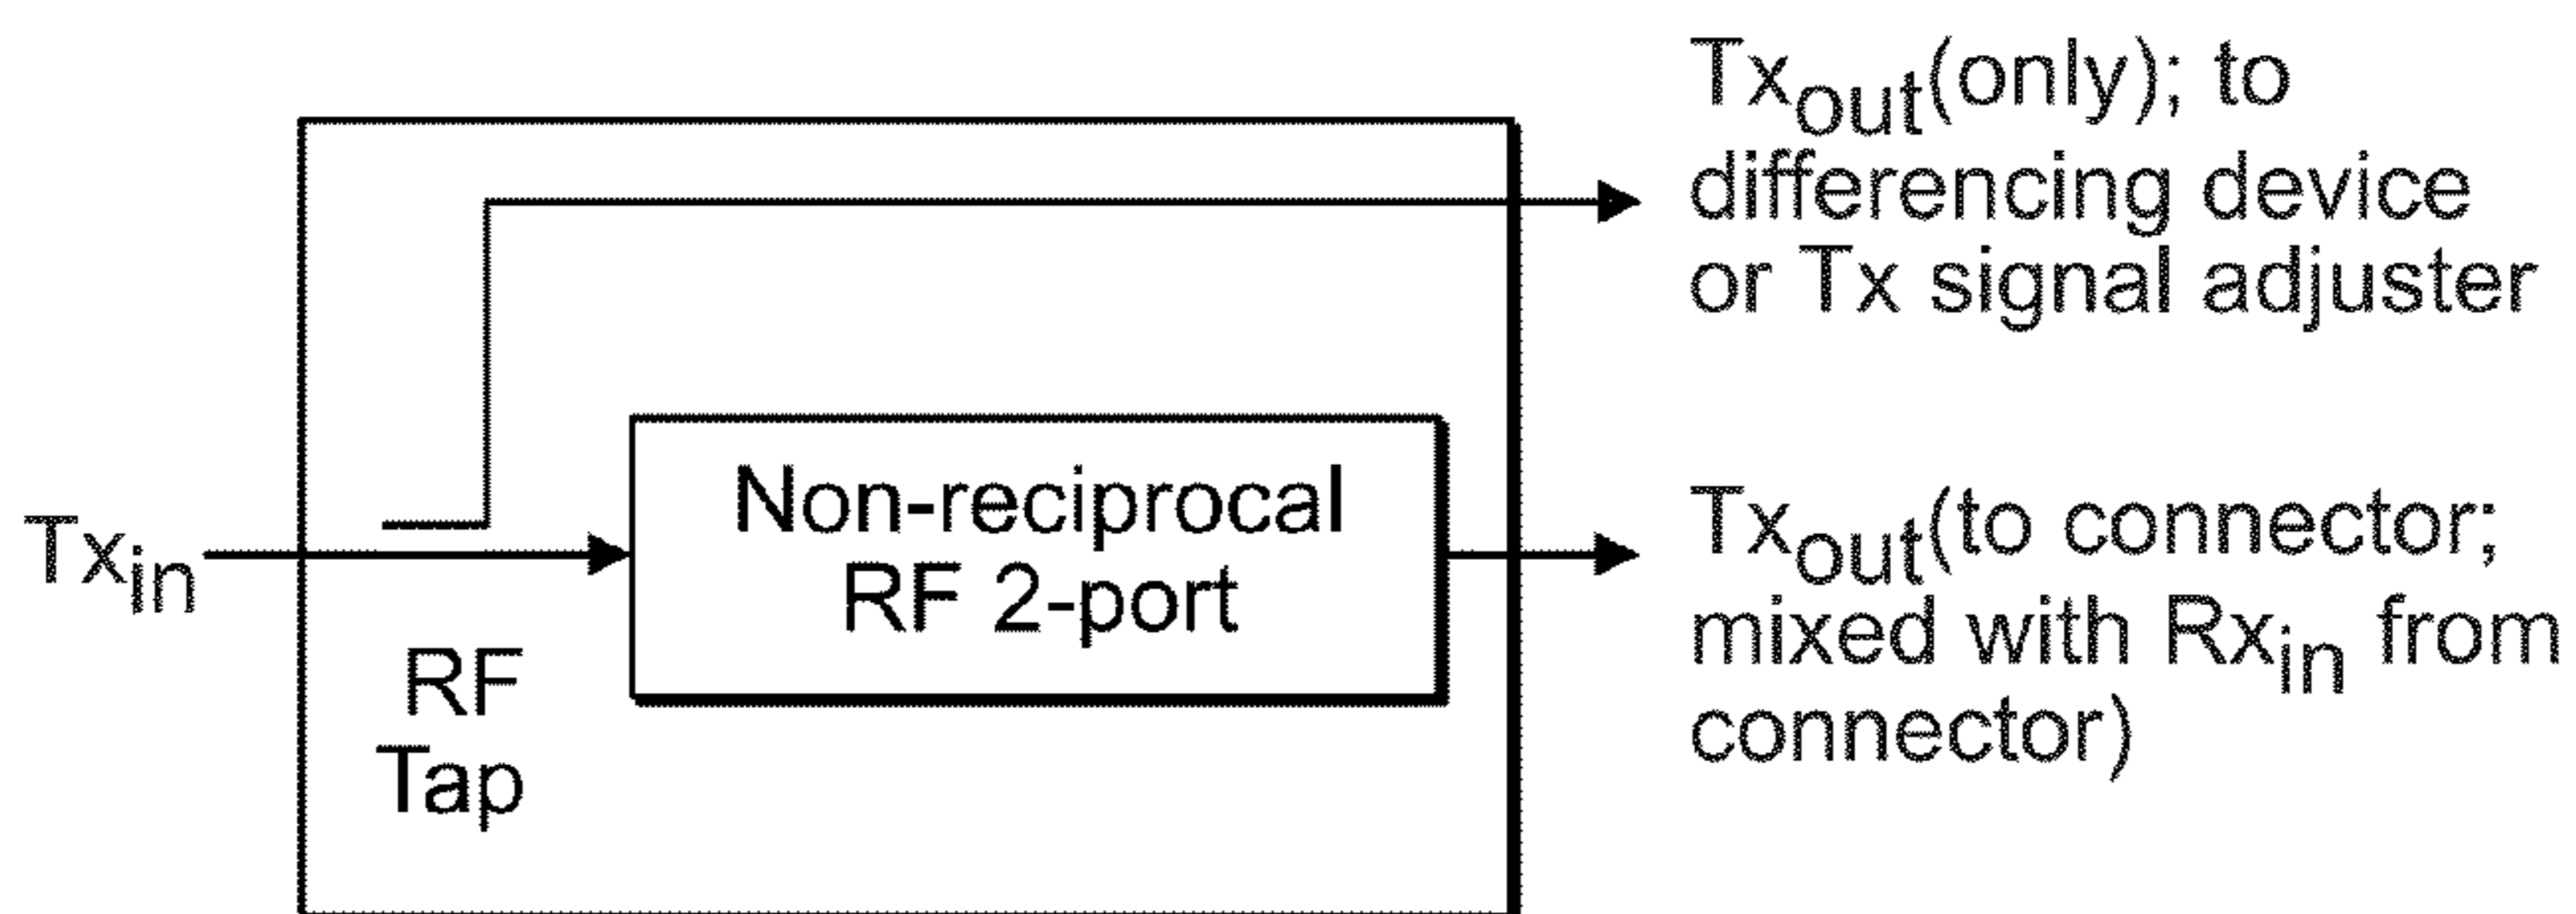 Txout(only); to
differencing device
or Tx signal adjuster
Txin
Non-reciprocal
RF 2-port
RF
Tap
Txout(to connector;
mixed with Rxin from
connector)